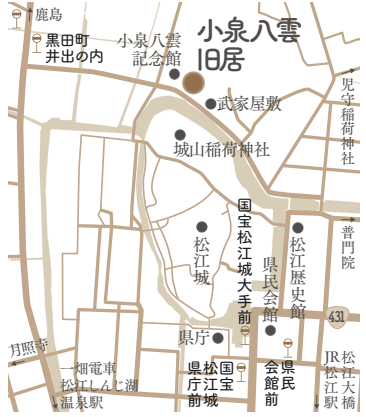 鹿島
黒田町
井出の内
小泉八雲
記念館
小泉八雲
旧居
武家屋敷
児守稲荷神社
城山稲荷神社
国宝松江城大手前
普門院
松江城
県民会館
松江歴史館
431
県庁
月照寺
一畑電車
松江しんじ湖
温泉駅
国宝
松江城
県庁前
県民
会館前
JR松江駅
松江大橋